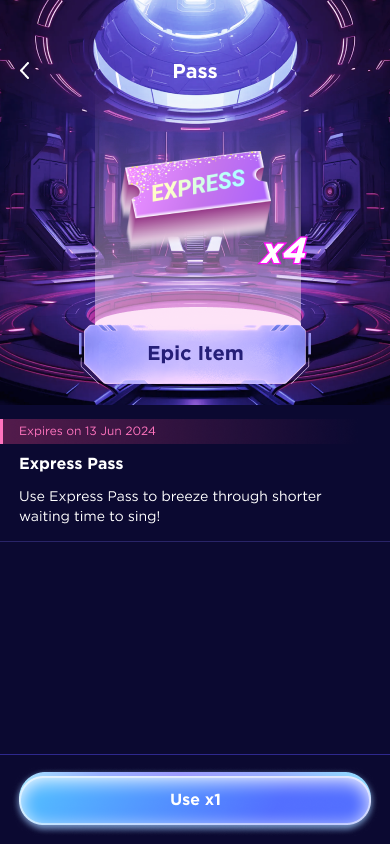 Pass
EXPRESS
x4
Epic Item
Expires on 13 Jun 2024
Express Pass
Use Express Pass to breeze through shorter
waiting time to sing!
Use x1